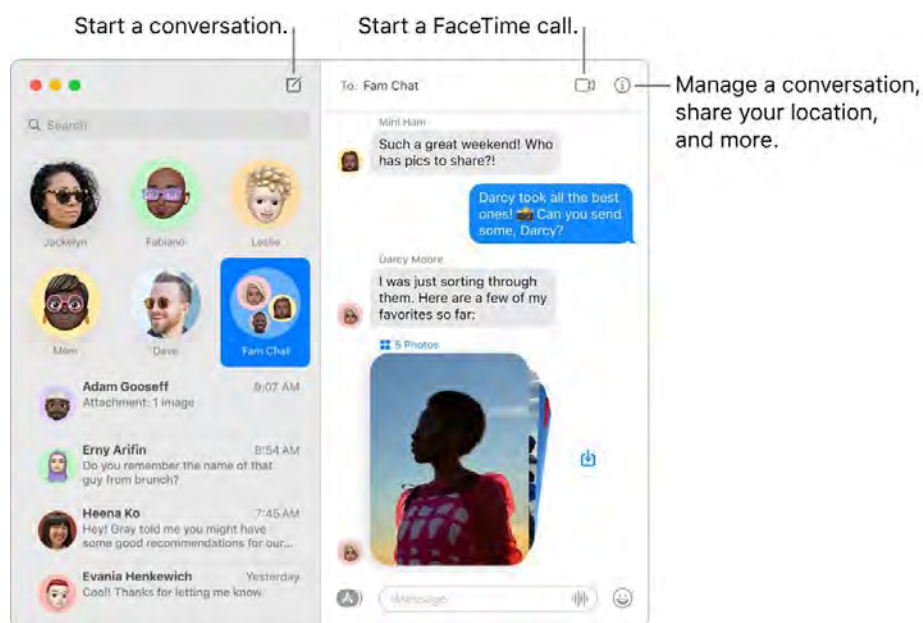 Start a conversation.
Start a FaceTime call.
Manage a conversation,
share your location,
and more.
Search
Jackelyn
Fabiano
Leslie
Mom
Dave
Fam Chat
Adam Gooseff
9:07 AM
Attachment: 1 image
Erny Arifin
8:54 AM
Do you remember the name of that
guy from brunch?
Heena Ko
7:45 AM
Hey! Gray told me you might have
some good recommendations for our...
Evania Henkewich
Yesterday
Cool! Thanks for letting me know.
To: Fam Chat
Mini Ham
Such a great weekend! Who
has pics to share?!
Darcy took all the best
ones! 📸 Can you send
some, Darcy?
Darcy Moore
I was just sorting through
them. Here are a few of my
favorites so far:
5 Photos
iMessage